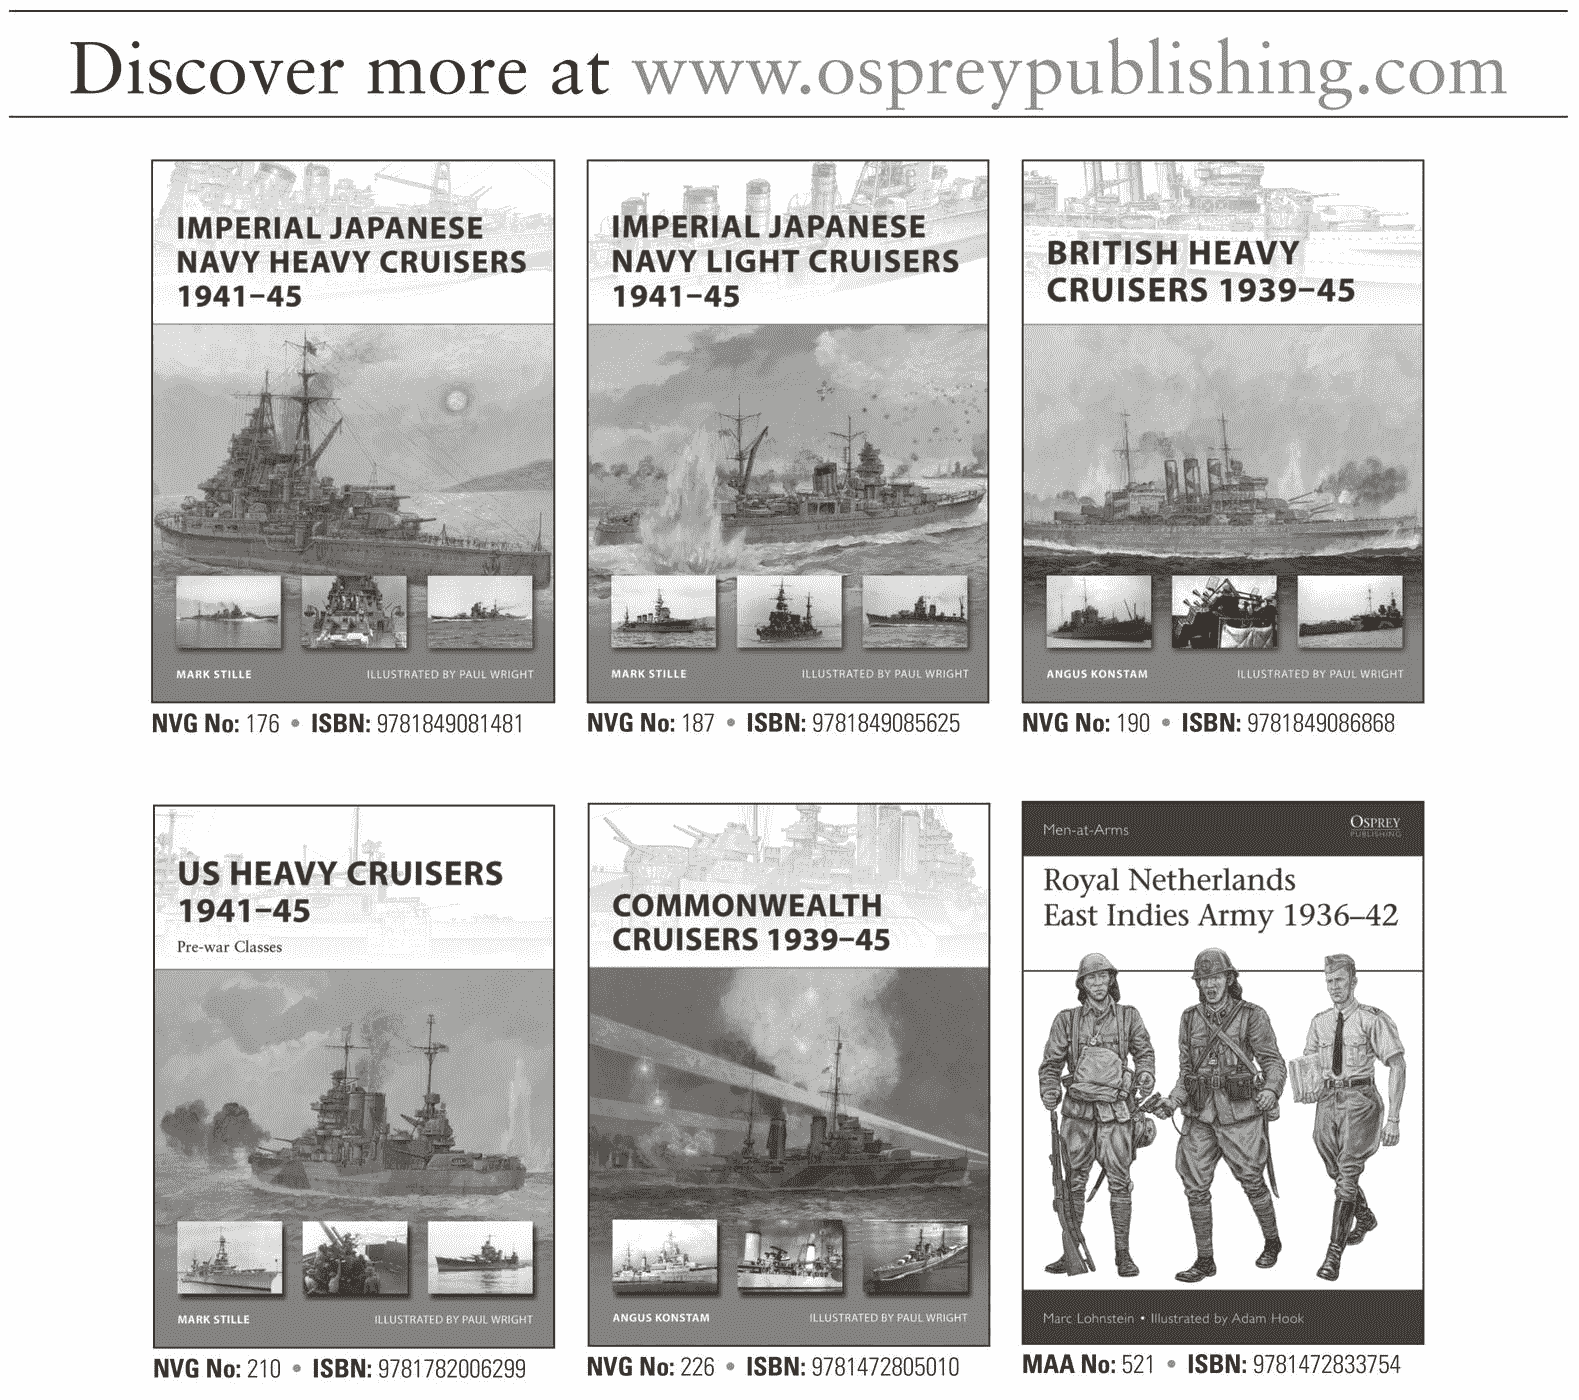 Discover more at www.ospreypublishing.com
IMPERIAL JAPANESE
NAVY HEAVY CRUISERS
1941–45
MARK STILLE
ILLUSTRATED BY PAUL WRIGHT
NVG No: 176 • ISBN: 9781849081481
IMPERIAL JAPANESE
NAVY LIGHT CRUISERS
1941–45
MARK STILLE
ILLUSTRATED BY PAUL WRIGHT
NVG No: 187 • ISBN: 9781849085625
BRITISH HEAVY
CRUISERS 1939–45
ANGUS KONSTAM
ILLUSTRATED BY PAUL WRIGHT
NVG No: 190 • ISBN: 9781849086868
US HEAVY CRUISERS
1941–45
Pre-war Classes
MARK STILLE
ILLUSTRATED BY PAUL WRIGHT
NVG No: 210 • ISBN: 9781782006299
COMMONWEALTH
CRUISERS 1939–45
ANGUS KONSTAM
ILLUSTRATED BY PAUL WRIGHT
NVG No: 226 • ISBN: 9781472805010
Men-at-Arms
OSPREY
PUBLISHING
Royal Netherlands
East Indies Army 1936–42
Marc Lohnstein • Illustrated by Adam Hook
MAA No: 521 • ISBN: 9781472833754